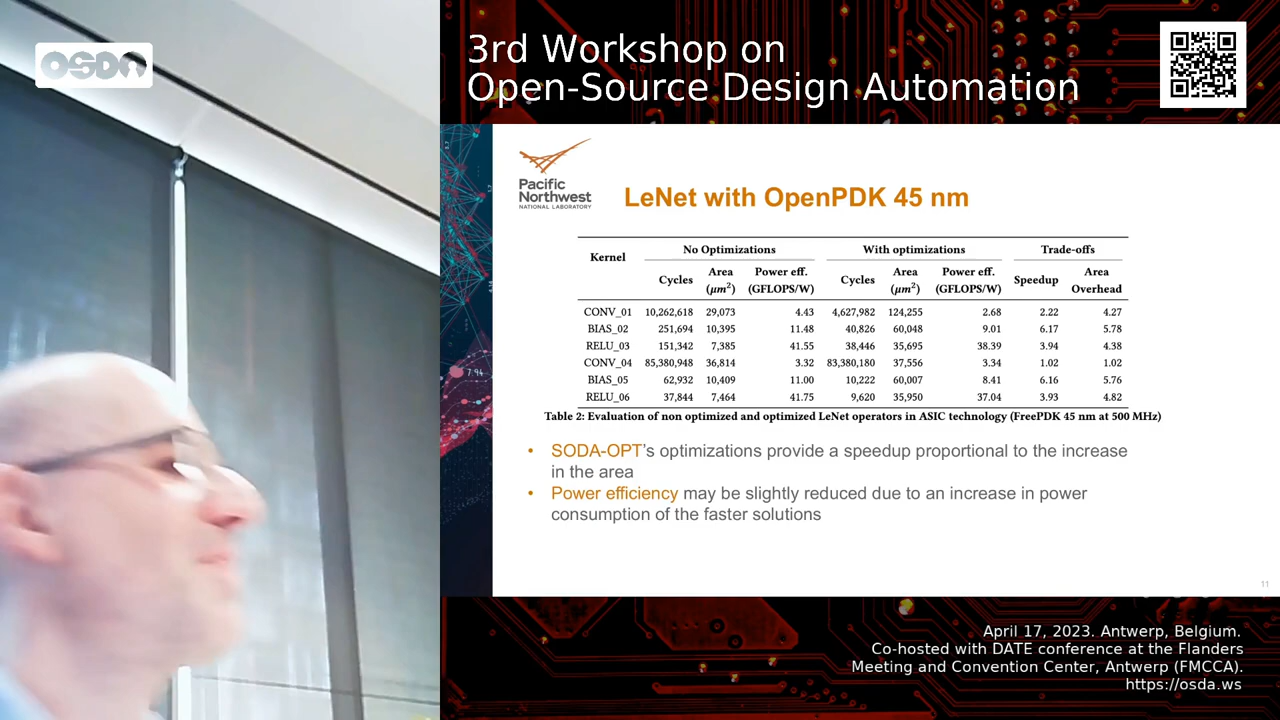 OSDA
3rd Workshop on
Open-Source Design Automation
Pacific
Northwest
NATIONAL LABORATORY
LeNet with OpenPDK 45 nm
Kernel No Optimizations With optimizations Trade-offs
Cycles Area (μm²) Power eff. (GFLOPS/W) Cycles Area (μm²) Power eff. (GFLOPS/W) Speedup Area Overhead
CONV_01 10,262,618 29,073 4.43 4,627,982 124,255 2.68 2.22 4.27
BIAS_02 251,694 10,395 11.48 40,826 60,048 9.01 6.17 5.78
RELU_03 151,342 7,385 41.55 38,446 35,695 38.39 3.94 4.38
CONV_04 85,380,948 36,814 3.32 83,380,180 37,556 3.34 1.02 1.02
BIAS_05 62,932 10,409 11.00 10,222 60,007 8.41 6.16 5.76
RELU_06 37,844 7,464 41.75 9,620 35,950 37.04 3.93 4.82
Table 2: Evaluation of non optimized and optimized LeNet operators in ASIC technology (FreePDK 45 nm at 500 MHz)
• SODA-OPT's optimizations provide a speedup proportional to the increase
in the area
• Power efficiency may be slightly reduced due to an increase in power
consumption of the faster solutions
7.94
11
April 17, 2023. Antwerp, Belgium.
Co-hosted with DATE conference at the Flanders
Meeting and Convention Center, Antwerp (FMCCA).
https://osda.ws